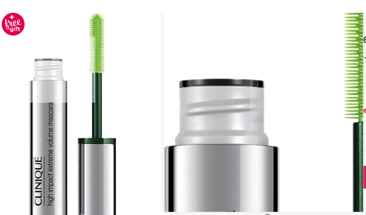 +
free
gift
CLINIQUE
high impact extreme volume mascara